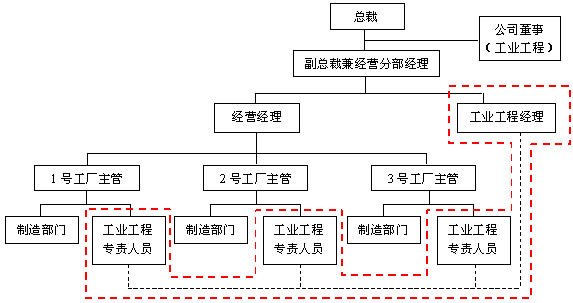 总裁
公司董事
（工业工程）
副总裁兼经营分部经理
经营经理
工业工程经理
1号工厂主管
2号工厂主管
3号工厂主管
制造部门
工业工程
专责人员
制造部门
工业工程
专责人员
制造部门
工业工程
专责人员